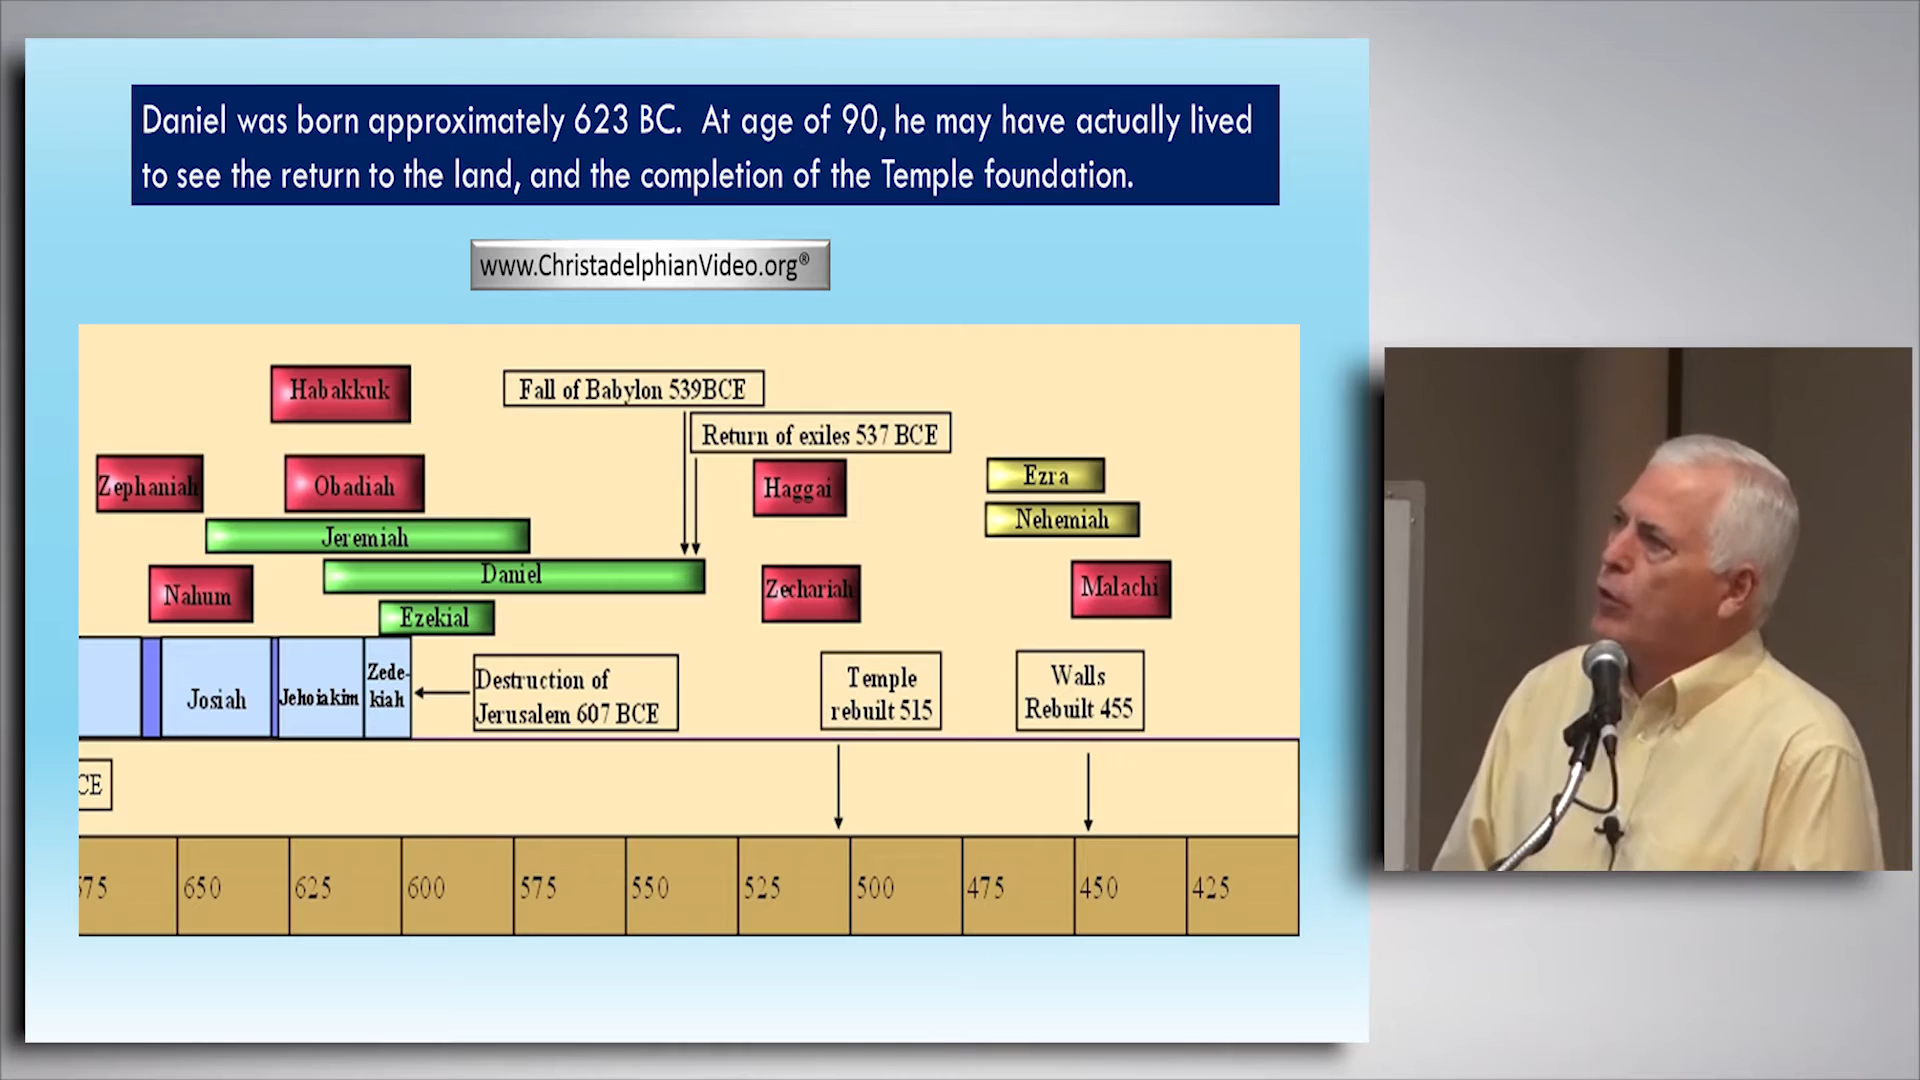 Daniel was born approximately 623 BC. At age of 90, he may have actually lived
to see the return to the land, and the completion of the Temple foundation.
www.ChristadelphianVideo.org®
Habakkuk
Fall of Babylon 539BCE
Return of exiles 537 BCE
Zephaniah
Obadiah
Haggai
Ezra
Nehemiah
Jeremiah
Daniel
Nahum
Zechariah
Malachi
Ezekial
Josiah
Jehoiakim
Zede-
kiah
Destruction of
Jerusalem 607 BCE
Temple
rebuilt 515
Walls
Rebuilt 455
CE
75 650 625 600 575 550 525 500 475 450 425